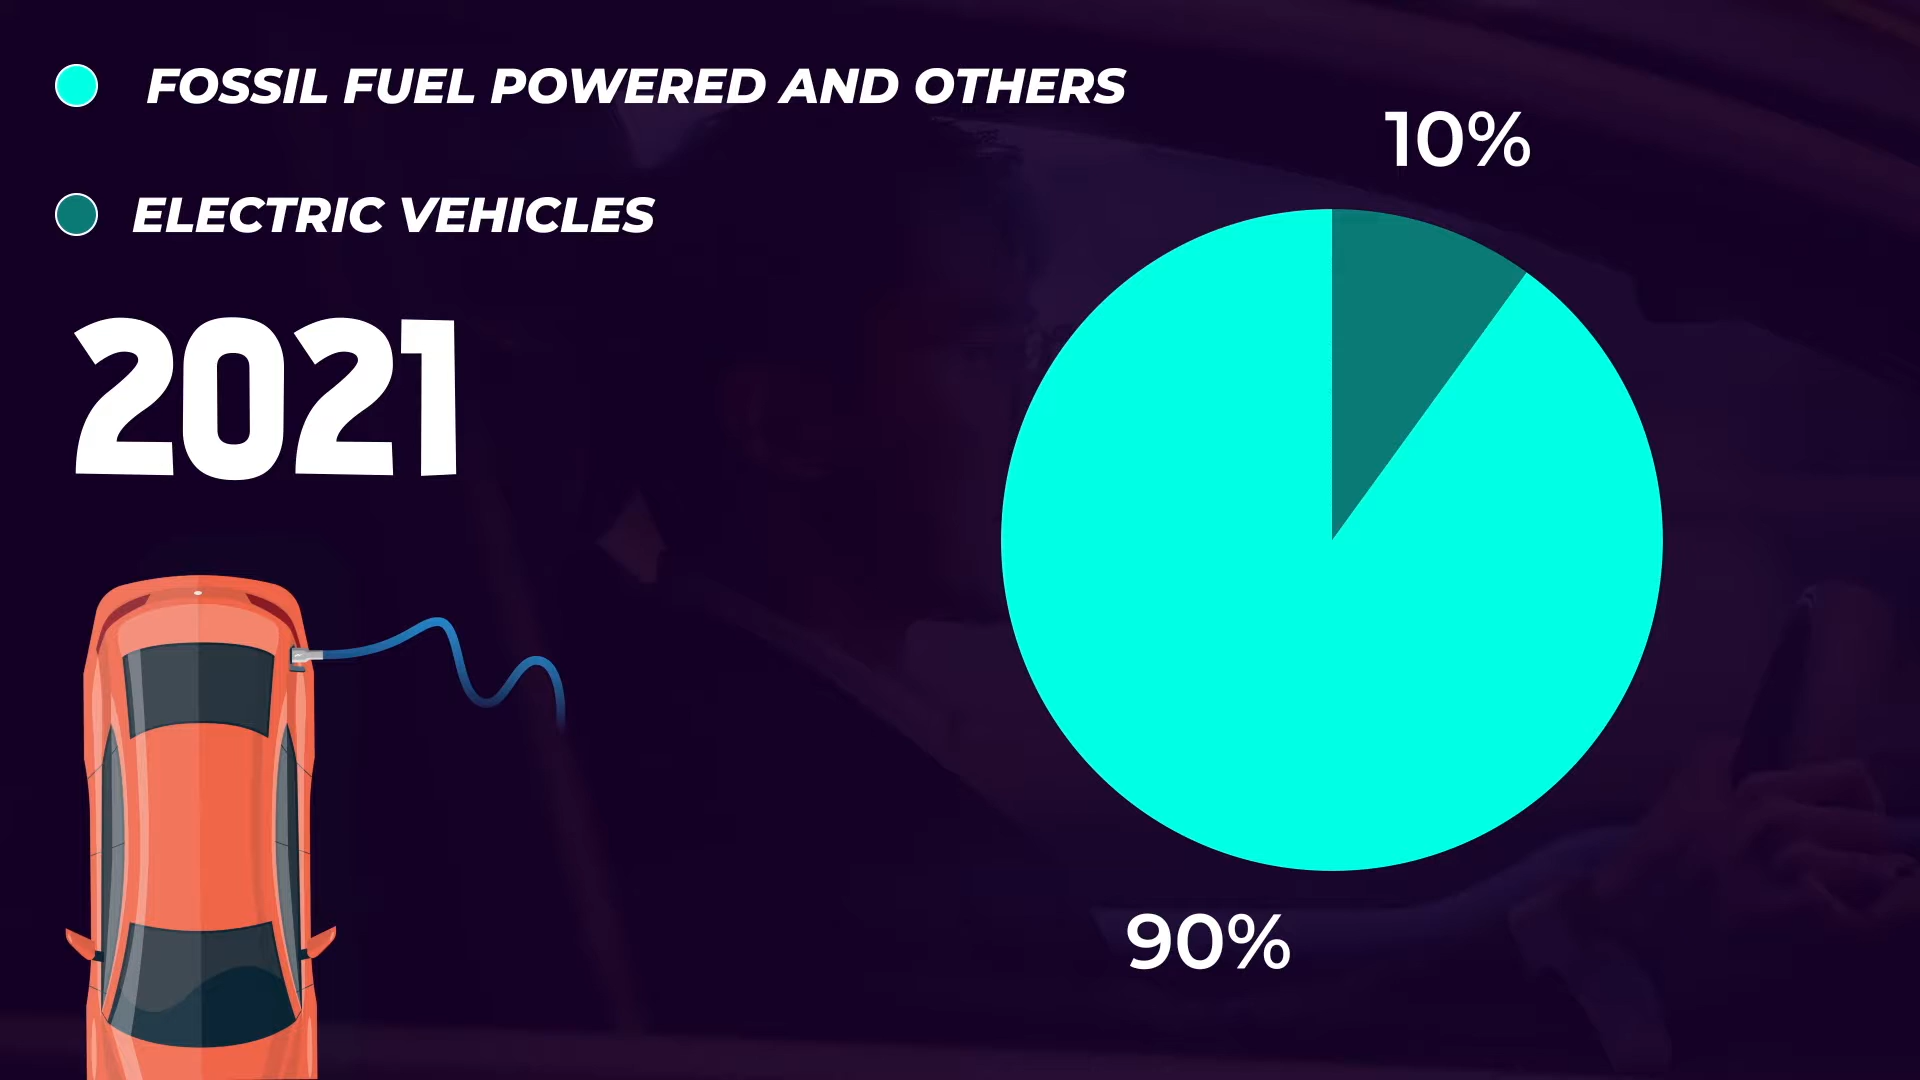 FOSSIL FUEL POWERED AND OTHERS
ELECTRIC VEHICLES
2021
10%
90%